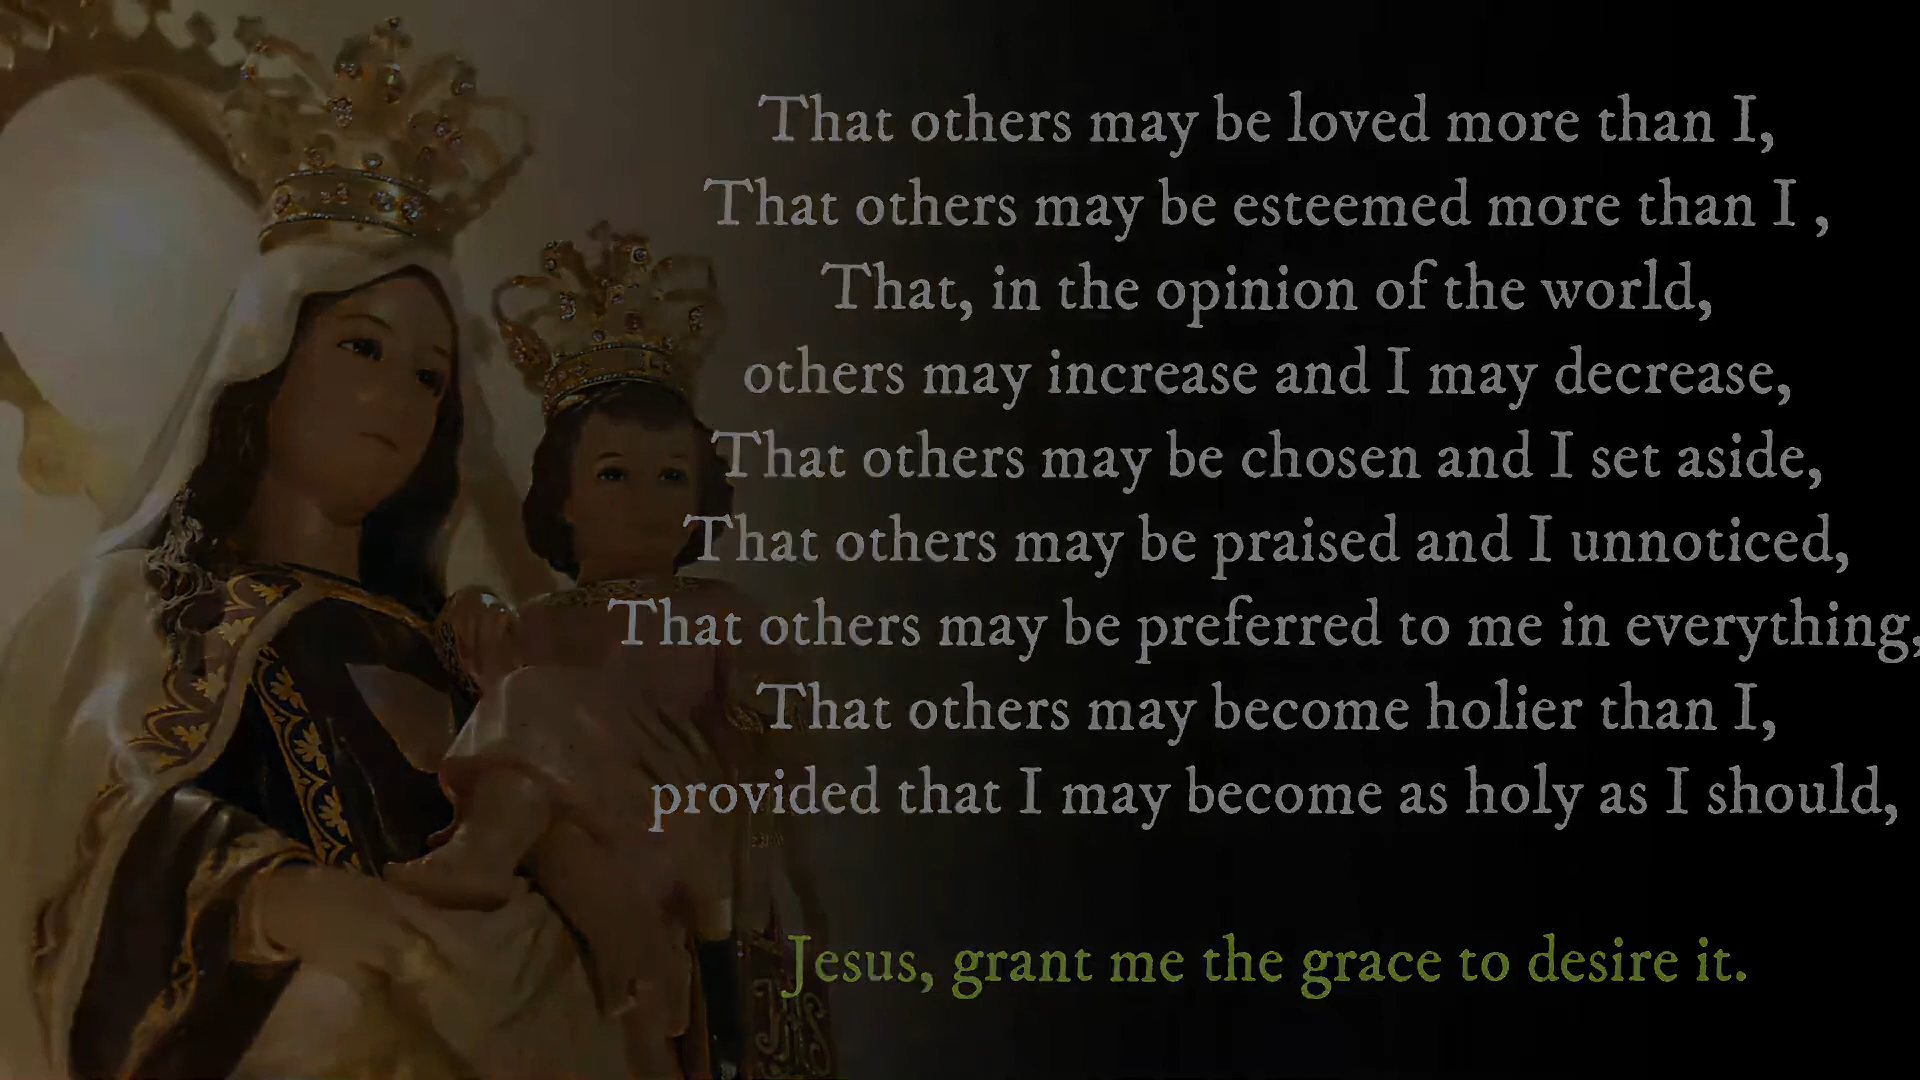 That others may be loved more than I,
That others may be esteemed more than I ,
That, in the opinion of the world,
others may increase and I may decrease,
That others may be chosen and I set aside,
That others may be praised and I unnoticed,
That others may be preferred to me in everything,
That others may become holier than I,
provided that I may become as holy as I should,
Jesus, grant me the grace to desire it.